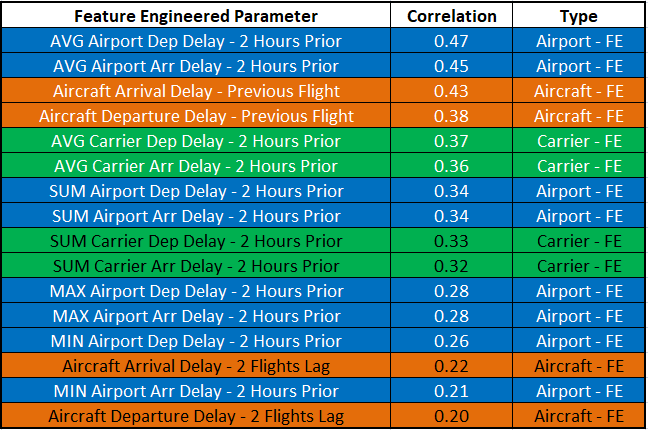 Feature Engineered Parameter Correlation Type
AVG Airport Dep Delay - 2 Hours Prior 0.47 Airport - FE
AVG Airport Arr Delay - 2 Hours Prior 0.45 Airport - FE
Aircraft Arrival Delay - Previous Flight 0.43 Aircraft - FE
Aircraft Departure Delay - Previous Flight 0.38 Aircraft - FE
AVG Carrier Dep Delay - 2 Hours Prior 0.37 Carrier - FE
AVG Carrier Arr Delay - 2 Hours Prior 0.36 Carrier - FE
SUM Airport Dep Delay - 2 Hours Prior 0.34 Airport - FE
SUM Airport Arr Delay - 2 Hours Prior 0.34 Airport - FE
SUM Carrier Dep Delay - 2 Hours Prior 0.33 Carrier - FE
SUM Carrier Arr Delay - 2 Hours Prior 0.32 Carrier - FE
MAX Airport Dep Delay - 2 Hours Prior 0.28 Airport - FE
MAX Airport Arr Delay - 2 Hours Prior 0.28 Airport - FE
MIN Airport Dep Delay - 2 Hours Prior 0.26 Airport - FE
Aircraft Arrival Delay - 2 Flights Lag 0.22 Aircraft - FE
MIN Airport Arr Delay - 2 Hours Prior 0.21 Airport - FE
Aircraft Departure Delay - 2 Flights Lag 0.20 Aircraft - FE